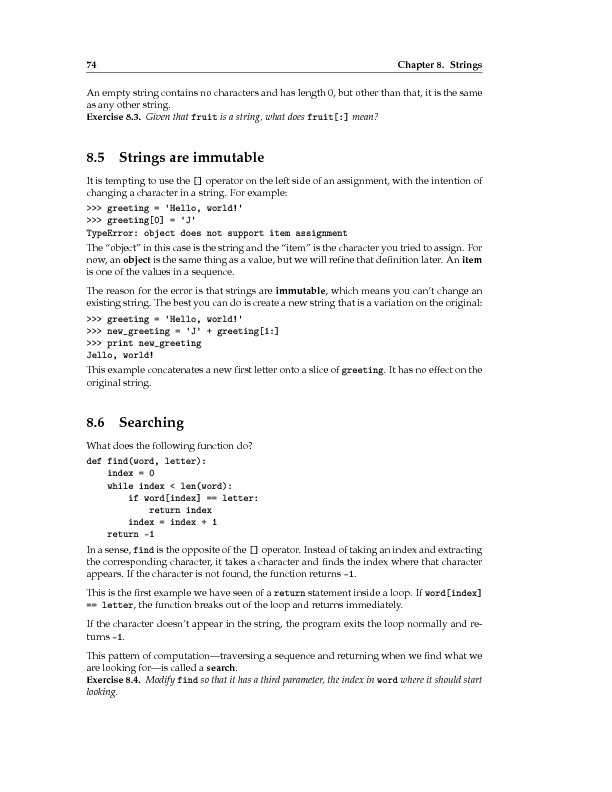 74 Chapter 8. Strings
An empty string contains no characters and has length 0, but other than that, it is the same
as any other string.
Exercise 8.3. Given that fruit is a string, what does fruit[:] mean?
8.5 Strings are immutable
It is tempting to use the [] operator on the left side of an assignment, with the intention of
changing a character in a string. For example:
>>> greeting = 'Hello, world!'
>>> greeting[0] = 'J'
TypeError: object does not support item assignment
The “object” in this case is the string and the “item” is the character you tried to assign. For
now, an object is the same thing as a value, but we will refine that definition later. An item
is one of the values in a sequence.
The reason for the error is that strings are immutable, which means you can’t change an
existing string. The best you can do is create a new string that is a variation on the original:
>>> greeting = 'Hello, world!'
>>> new_greeting = 'J' + greeting[1:]
>>> print new_greeting
Jello, world!
This example concatenates a new first letter onto a slice of greeting. It has no effect on the
original string.
8.6 Searching
What does the following function do?
def find(word, letter):
    index = 0
    while index < len(word):
        if word[index] == letter:
            return index
        index = index + 1
    return -1
In a sense, find is the opposite of the [] operator. Instead of taking an index and extracting
the corresponding character, it takes a character and finds the index where that character
appears. If the character is not found, the function returns -1.
This is the first example we have seen of a return statement inside a loop. If word[index]
== letter, the function breaks out of the loop and returns immediately.
If the character doesn’t appear in the string, the program exits the loop normally and re-
turns -1.
This pattern of computation—traversing a sequence and returning when we find what we
are looking for—is called a search.
Exercise 8.4. Modify find so that it has a third parameter, the index in word where it should start
looking.